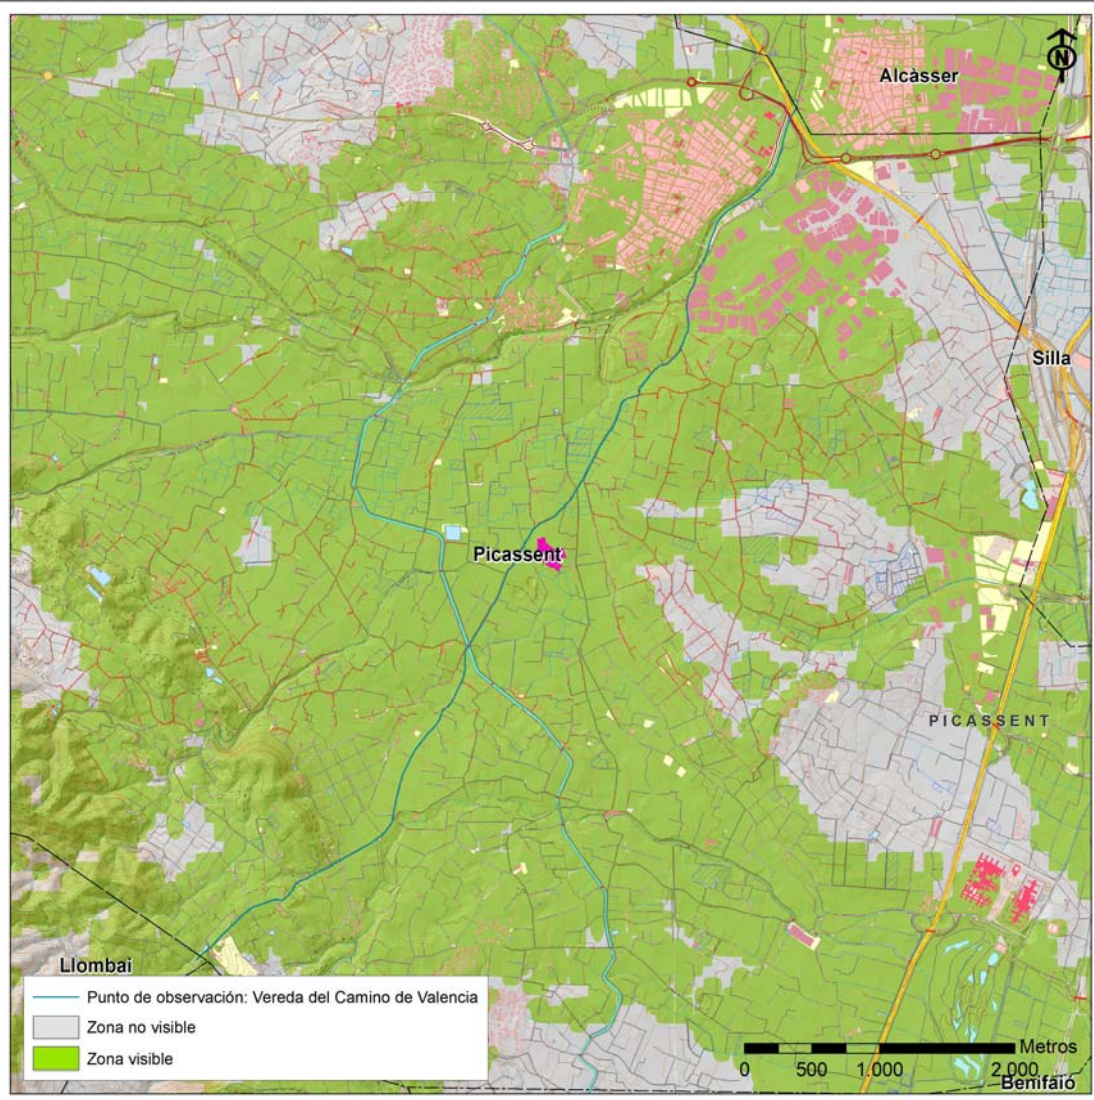 Alcàsser
N
Silla
Picassent
PICASSENT
Llombai
Punto de observación: Vereda del Camino de Valencia
Zona no visible
Zona visible
Metros
0 500 1.000 2.000
Benifaió